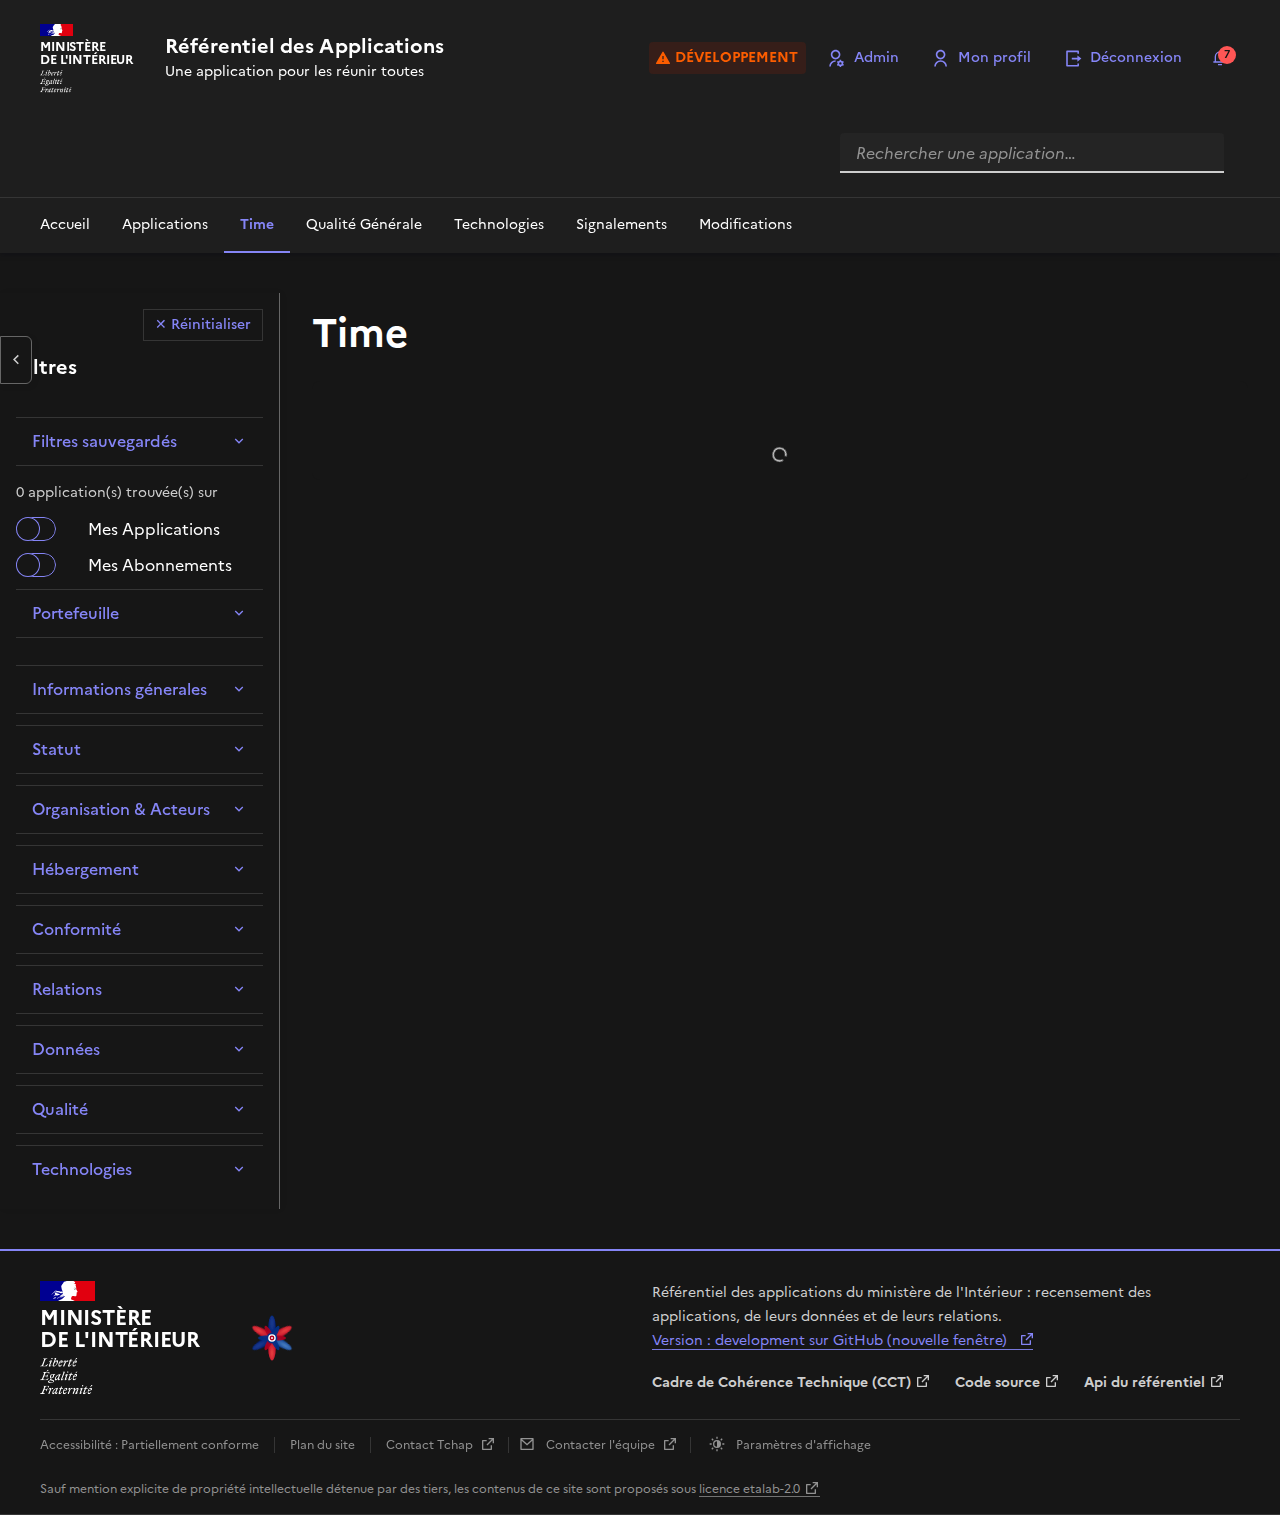 MINISTÈRE
DE L'INTÉRIEUR
Liberté
Égalité
Fraternité
Référentiel des Applications
Une application pour les réunir toutes
DÉVELOPPEMENT
Admin
Mon profil
Déconnexion
7
Rechercher une application…
Accueil
Applications
Time
Qualité Générale
Technologies
Signalements
Modifications
Réinitialiser
ltres
Filtres sauvegardés
0 application(s) trouvée(s) sur
Mes Applications
Mes Abonnements
Portefeuille
Informations génerales
Statut
Organisation & Acteurs
Hébergement
Conformité
Relations
Données
Qualité
Technologies
Time
MINISTÈRE
DE L'INTÉRIEUR
Liberté
Égalité
Fraternité
Référentiel des applications du ministère de l'Intérieur : recensement des
applications, de leurs données et de leurs relations.
Version : development sur GitHub (nouvelle fenêtre)
Cadre de Cohérence Technique (CCT)
Code source
Api du référentiel
Accessibilité : Partiellement conforme
Plan du site
Contact Tchap
Contacter l'équipe
Paramètres d'affichage
Sauf mention explicite de propriété intellectuelle détenue par des tiers, les contenus de ce site sont proposés sous licence etalab-2.0